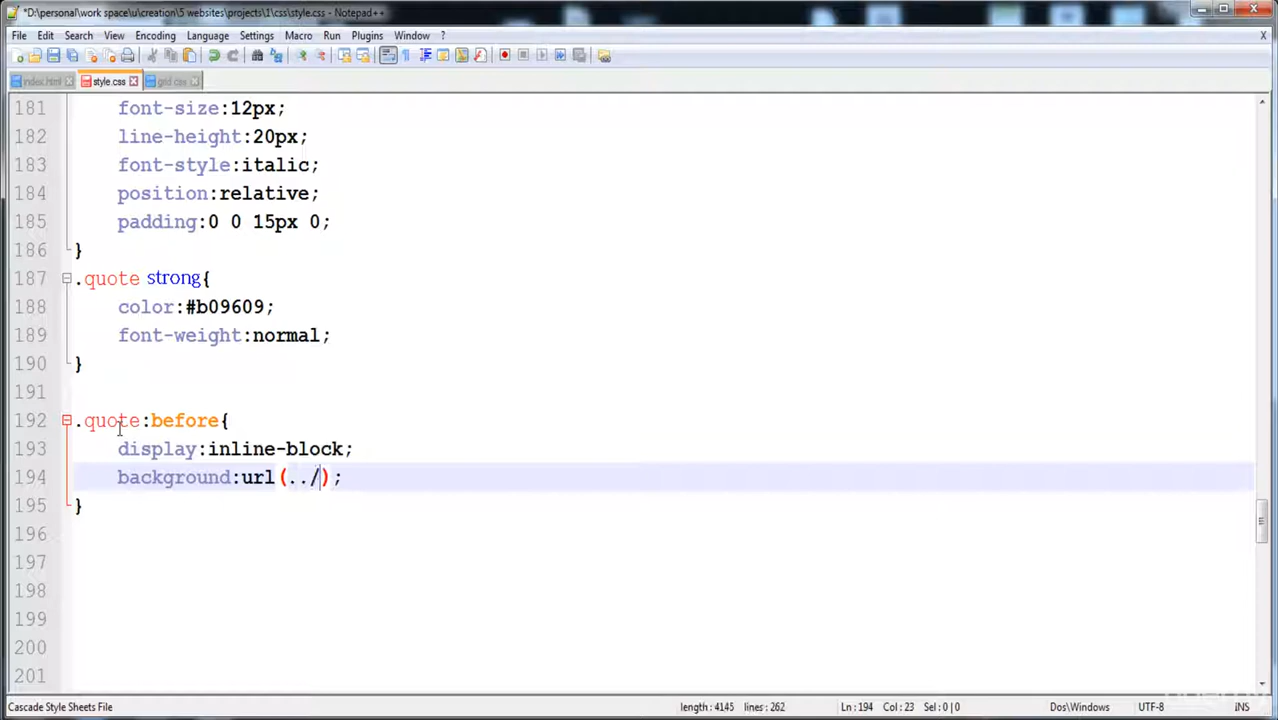 *D:\personal\work space\u\creation\5 websites\projects\1\css\style.css - Notepad++
File Edit Search View Encoding Language Settings Macro Run Plugins Window ? X
index.html style.css grid.css
181 font-size:12px;
182 line-height:20px;
183 font-style:italic;
184 position:relative;
185 padding:0 0 15px 0;
186 }
187 .quote strong{
188 color:#b09609;
189 font-weight:normal;
190 }
191
192 .quote:before{
193 display:inline-block;
194 background:url(../);
195 }
196
197
198
199
200
201
Cascade Style Sheets File length : 4145 lines : 262 Ln : 194 Col : 23 Sel : 0 | 0 Dos\Windows UTF-8 INS